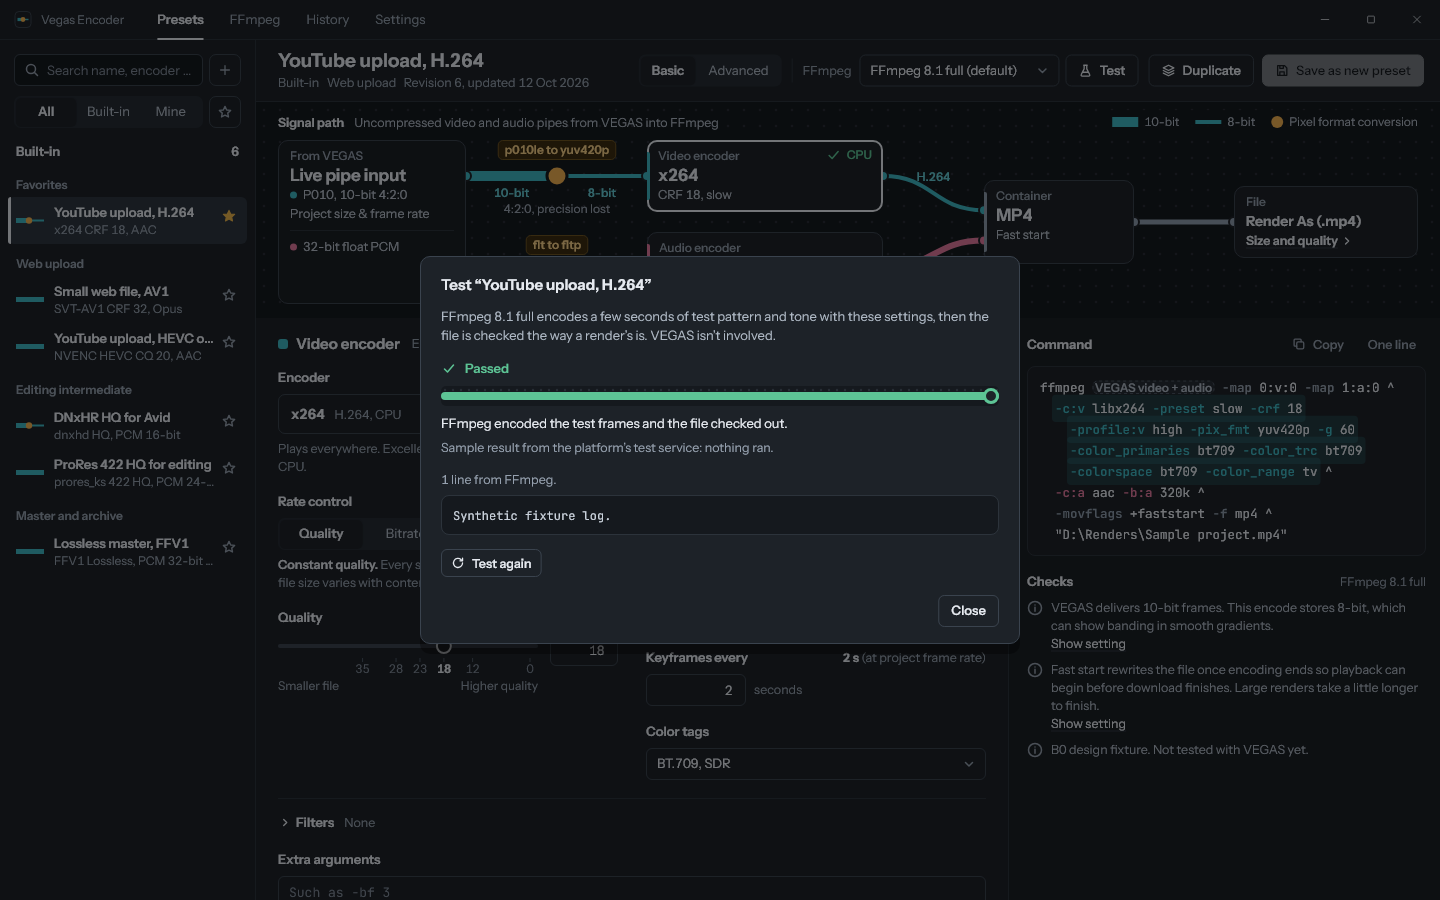 Vegas Encoder
Presets
FFmpeg
History
Settings
Search name, encoder ...
All
Built-in
Mine
Built-in
6
Favorites
YouTube upload, H.264
x264 CRF 18, AAC
Web upload
Small web file, AV1
SVT-AV1 CRF 32, Opus
YouTube upload, HEVC o...
NVENC HEVC CQ 20, AAC
Editing intermediate
DNxHR HQ for Avid
dnxhd HQ, PCM 16-bit
ProRes 422 HQ for editing
prores_ks 422 HQ, PCM 24-...
Master and archive
Lossless master, FFV1
FFV1 Lossless, PCM 32-bit ...
YouTube upload, H.264
Built-in Web upload Revision 6, updated 12 Oct 2026
Basic
Advanced
FFmpeg
FFmpeg 8.1 full (default)
Test
Duplicate
Save as new preset
Signal path Uncompressed video and audio pipes from VEGAS into FFmpeg
10-bit
8-bit
Pixel format conversion
From VEGAS
Live pipe input
P010, 10-bit 4:2:0
Project size & frame rate
32-bit float PCM
p010le to yuv420p
10-bit
8-bit
4:2:0, precision lost
flt to fltp
Video encoder
CPU
x264
CRF 18, slow
Audio encoder
H.264
Container
MP4
Fast start
File
Render As (.mp4)
Size and quality
Test “YouTube upload, H.264”
FFmpeg 8.1 full encodes a few seconds of test pattern and tone with these settings, then the
file is checked the way a render's is. VEGAS isn't involved.
Passed
FFmpeg encoded the test frames and the file checked out.
Sample result from the platform's test service: nothing ran.
1 line from FFmpeg.
Synthetic fixture log.
Test again
Close
Video encoder
Encoder
x264 H.264, CPU
Plays everywhere.
CPU.
Rate control
Quality
Constant quality. Every
file size varies with
Quality
18
35 28 23 18 12 0
Smaller file
Higher quality
Keyframes every
2 s (at project frame rate)
2
seconds
Color tags
BT.709, SDR
Filters None
Extra arguments
Such as -bf 3
Command
Copy
One line
ffmpeg VEGAS video + audio -map 0:v:0 -map 1:a:0 ^
-c:v libx264 -preset slow -crf 18
-profile:v high -pix_fmt yuv420p -g 60
-color_primaries bt709 -color_trc bt709
-colorspace bt709 -color_range tv ^
-c:a aac -b:a 320k ^
-movflags +faststart -f mp4 ^
"D:\Renders\Sample project.mp4"
Checks
FFmpeg 8.1 full
VEGAS delivers 10-bit frames. This encode stores 8-bit, which
can show banding in smooth gradients.
Show setting
Fast start rewrites the file once encoding ends so playback can
begin before download finishes. Large renders take a little longer
to finish.
Show setting
B0 design fixture. Not tested with VEGAS yet.